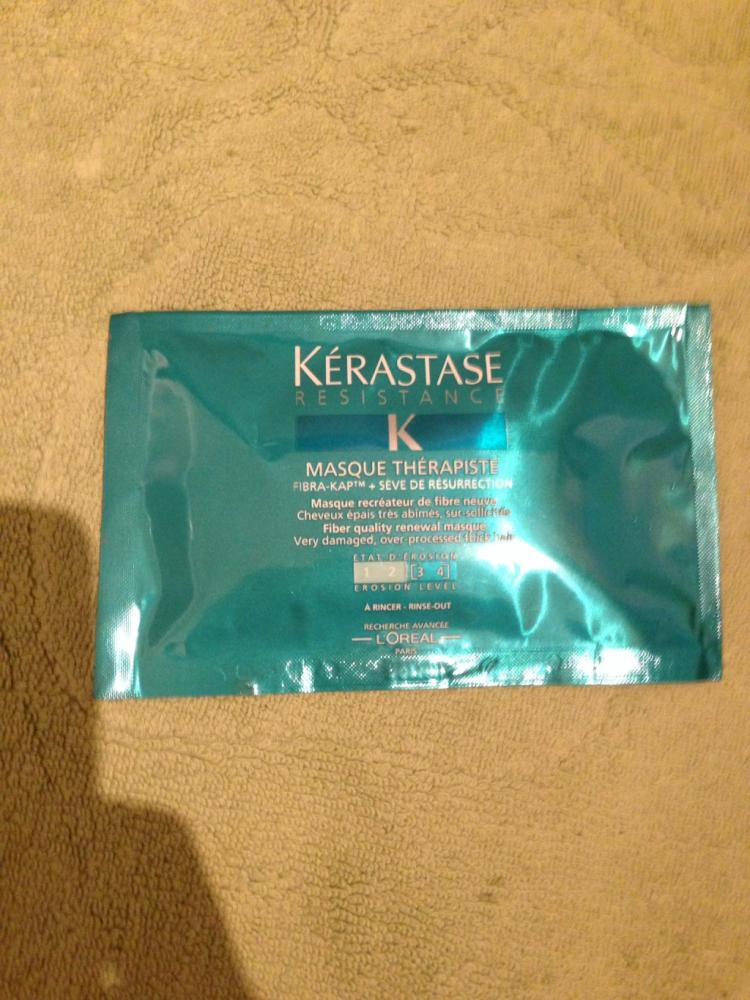 KÉRASTASE
RESISTANCE
K
MASQUE THÉRAPISTE
FIBRA-KAP™ + SÈVE DE RÉSURRECTION
Masque recréateur de fibre neuve
Cheveux épais très abîmés, sur-sollicités
Fiber quality renewal masque
Very damaged, over-processed thick hair
ÉTAT D'ÉROSION
1 2 [3 4]
EROSION LEVEL
À RINCER - RINSE-OUT
RECHERCHE AVANCÉE
L'ORÉAL
PARIS